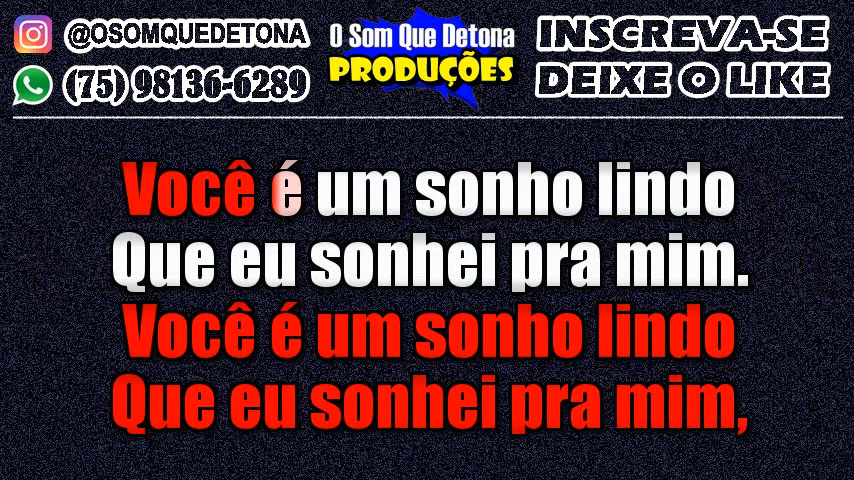 @OSOMQUEDETONA
(75) 98136-6289
O Som Que Detona
PRODUÇÕES
INSCREVA-SE
DEIXE O LIKE
Você é um sonho lindo
Que eu sonhei pra mim.
Você é um sonho lindo
Que eu sonhei pra mim,